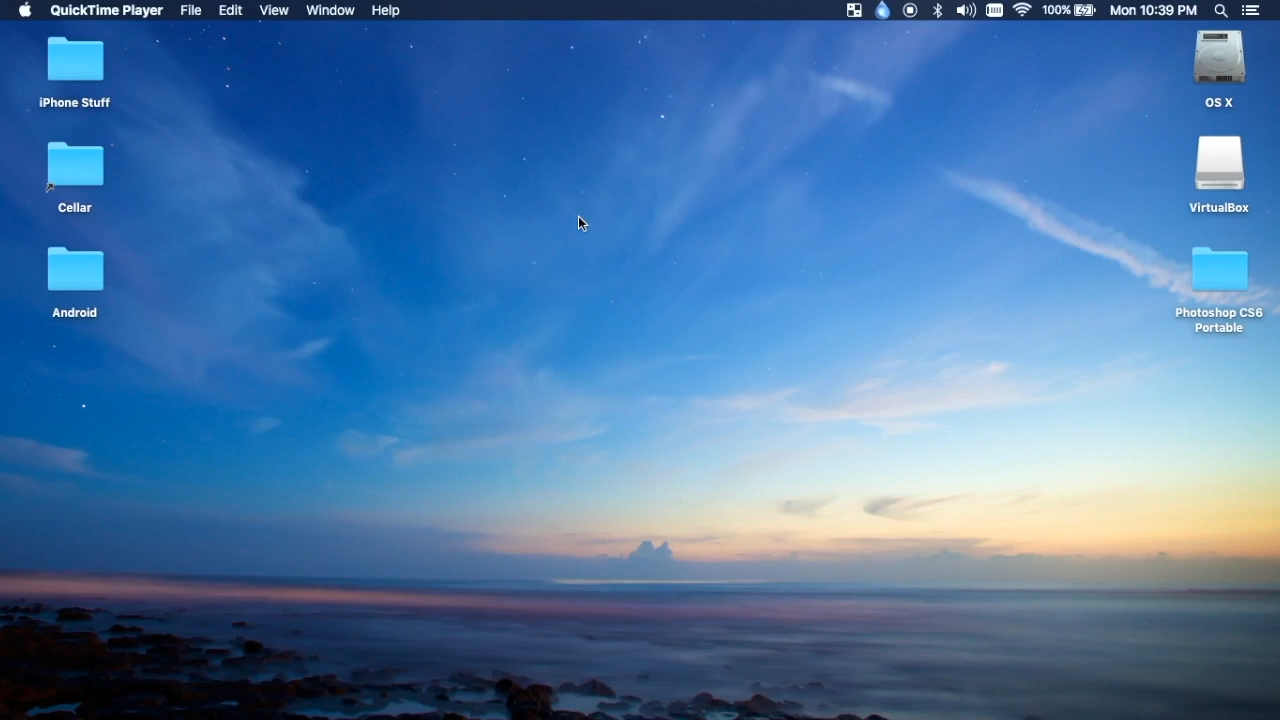 QuickTime Player File Edit View Window Help 100% Mon 10:39 PM
iPhone Stuff
Cellar
Android
OS X
VirtualBox
Photoshop CS6
Portable